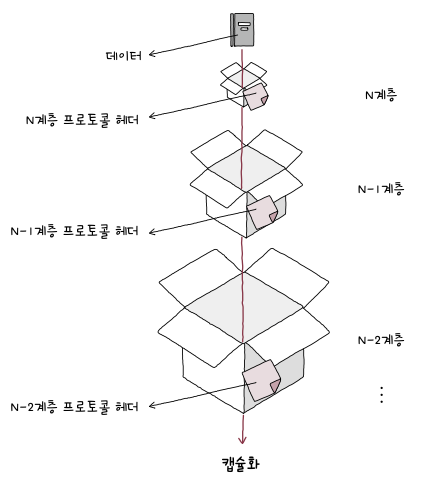 데이터
N계층
N계층 프로토콜 헤더
N-1계층
N-1계층 프로토콜 헤더
N-2계층
N-2계층 프로토콜 헤더
⋮
캡슐화